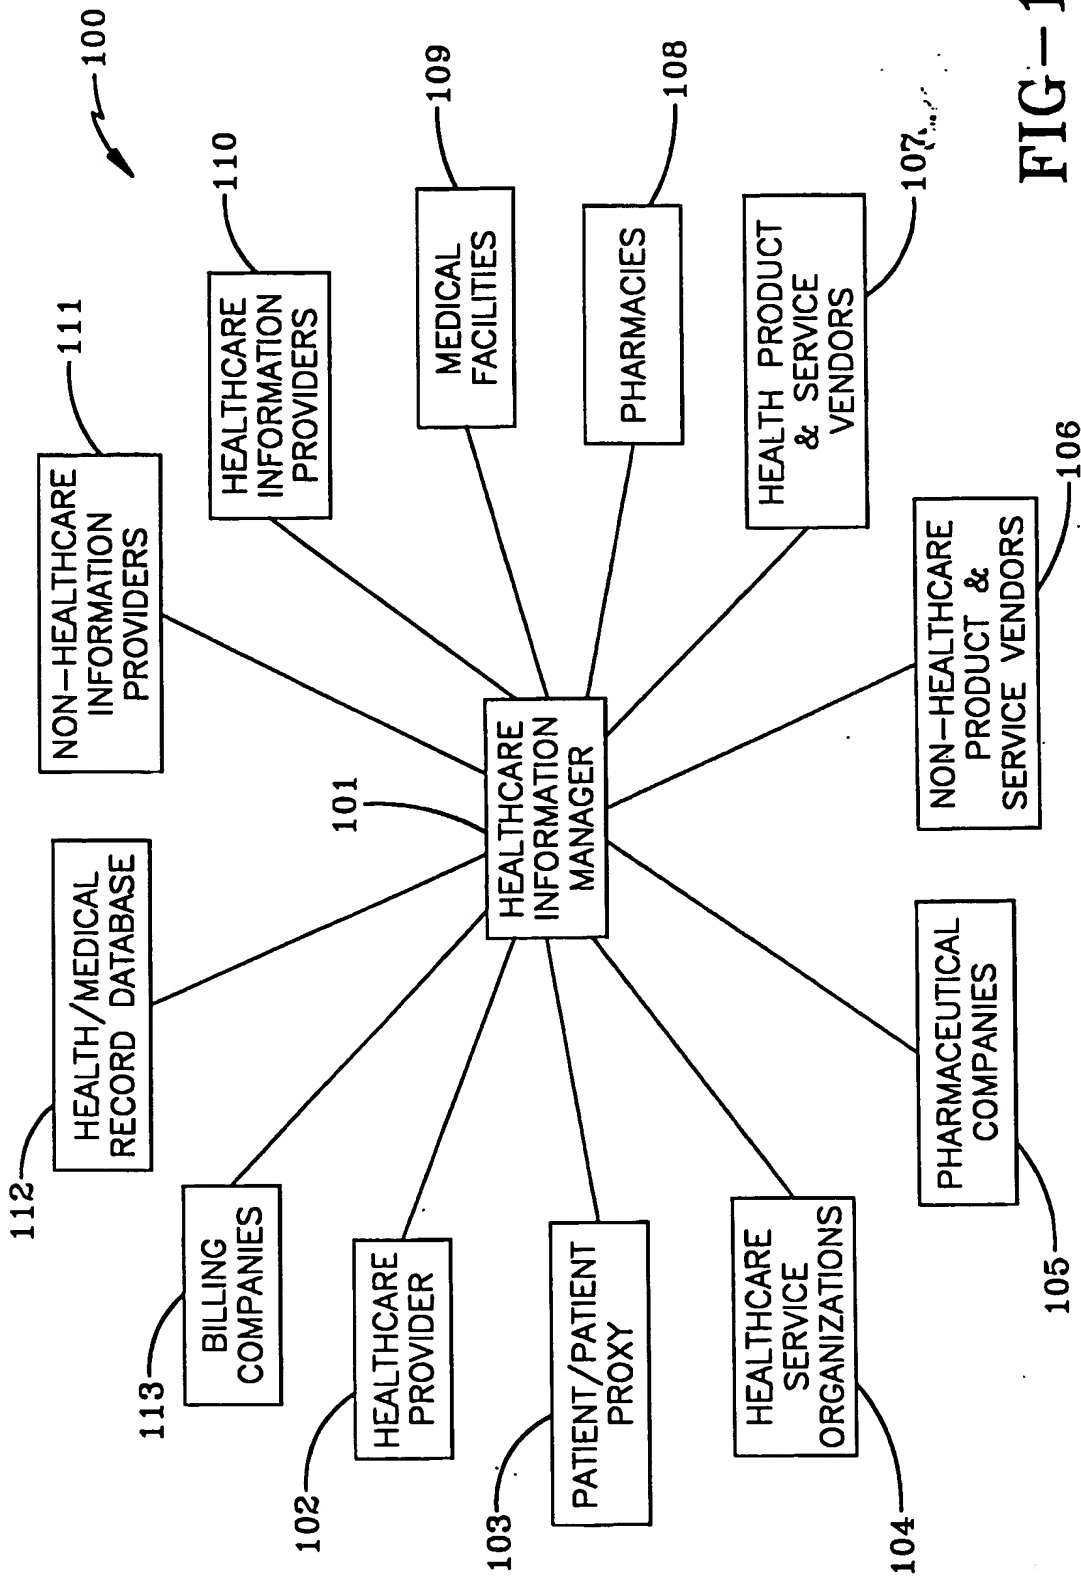 100
112
HEALTH/MEDICAL
RECORD DATABASE
NON-HEALTHCARE
INFORMATION
PROVIDERS
111
113
BILLING
COMPANIES
HEALTHCARE
INFORMATION
PROVIDERS
110
102
HEALTHCARE
PROVIDER
101
HEALTHCARE
INFORMATION
MANAGER
MEDICAL
FACILITIES
109
103
PATIENT/PATIENT
PROXY
PHARMACIES
108
104
HEALTHCARE
SERVICE
ORGANIZATIONS
HEALTH PRODUCT
& SERVICE
VENDORS
107
105
PHARMACEUTICAL
COMPANIES
NON-HEALTHCARE
PRODUCT &
SERVICE VENDORS
106
FIG-1